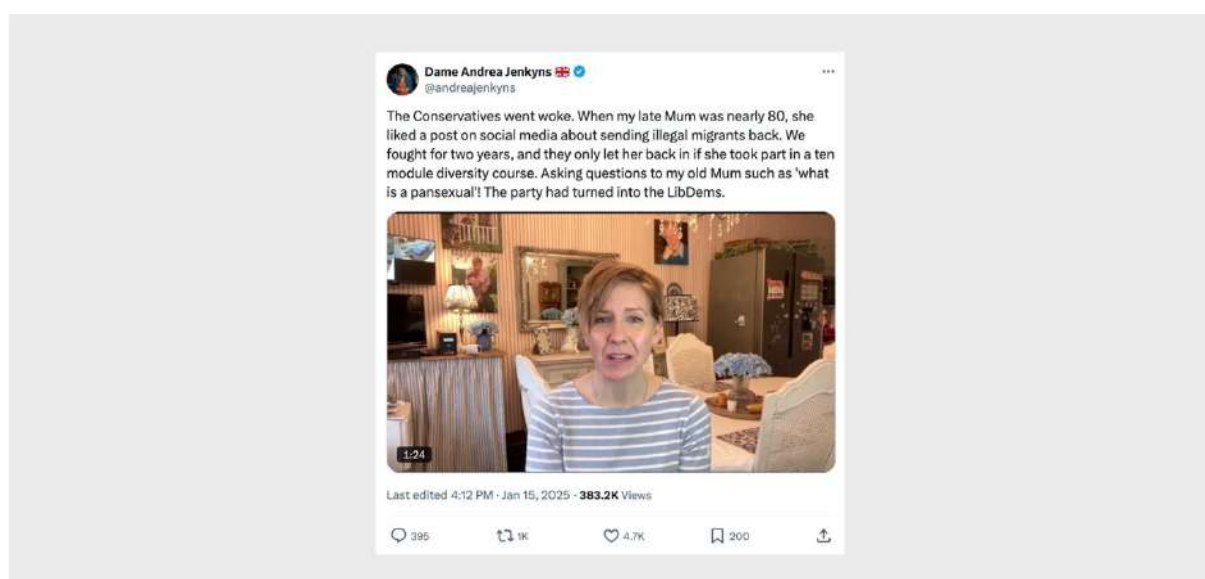 Dame Andrea Jenkyns
@andreajenkyns
The Conservatives went woke. When my late Mum was nearly 80, she
liked a post on social media about sending illegal migrants back. We
fought for two years, and they only let her back in if she took part in a ten
module diversity course. Asking questions to my old Mum such as 'what
is a pansexual'! The party had turned into the LibDems.
1:24
Last edited 4:12 PM · Jan 15, 2025 · 383.2K Views
395 1K 4.7K 200